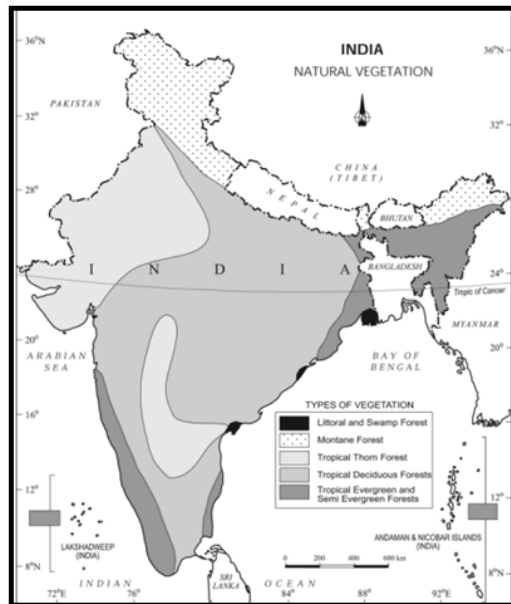 INDIA
NATURAL VEGETATION
36°N
36°N
PAKISTAN
32°
32°
N
CHINA
(TIBET)
28°
28°
NEPAL
BHUTAN
INDIA
BANGLADESH
24°
24°
Tropic of Cancer
MYANMAR
20°
20°
ARABIAN
SEA
BAY OF
BENGAL
16°
TYPES OF VEGETATION
Littoral and Swamp Forest
Montane Forest
Tropical Thorn Forest
Tropical Deciduous Forests
Tropical Evergreen and
Semi Evergreen Forests
16°
12°
12°
LAKSHADWEEP
(INDIA)
ANDAMAN & NICOBAR ISLANDS
(INDIA)
0 200 400 600 km
8°N
8°N
72°E
INDIAN
SRI
LANKA
OCEAN
88°
92°E